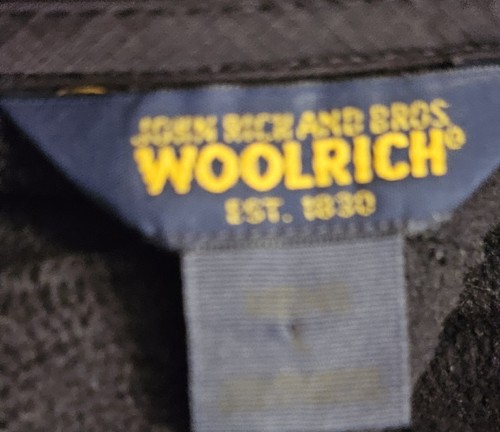 JOHN RICH AND BROS.
WOOLRICH®
EST. 1830